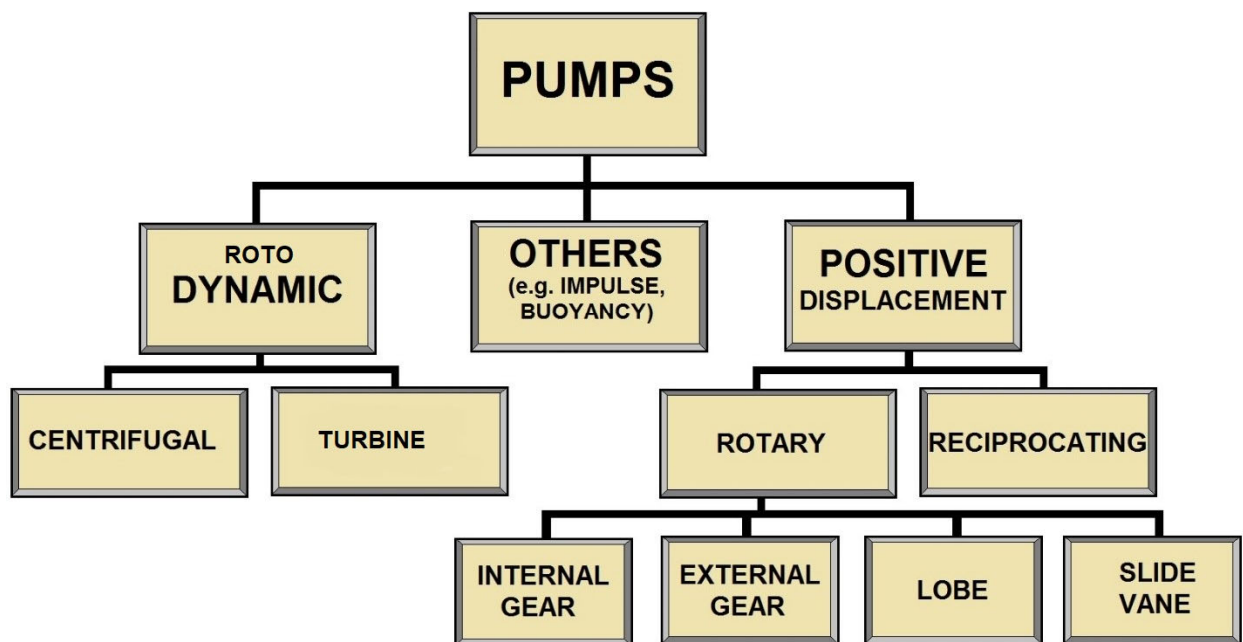 PUMPS
ROTO
DYNAMIC
OTHERS
(e.g. IMPULSE,
BUOYANCY)
POSITIVE
DISPLACEMENT
CENTRIFUGAL
TURBINE
ROTARY
RECIPROCATING
INTERNAL
GEAR
EXTERNAL
GEAR
LOBE
SLIDE
VANE